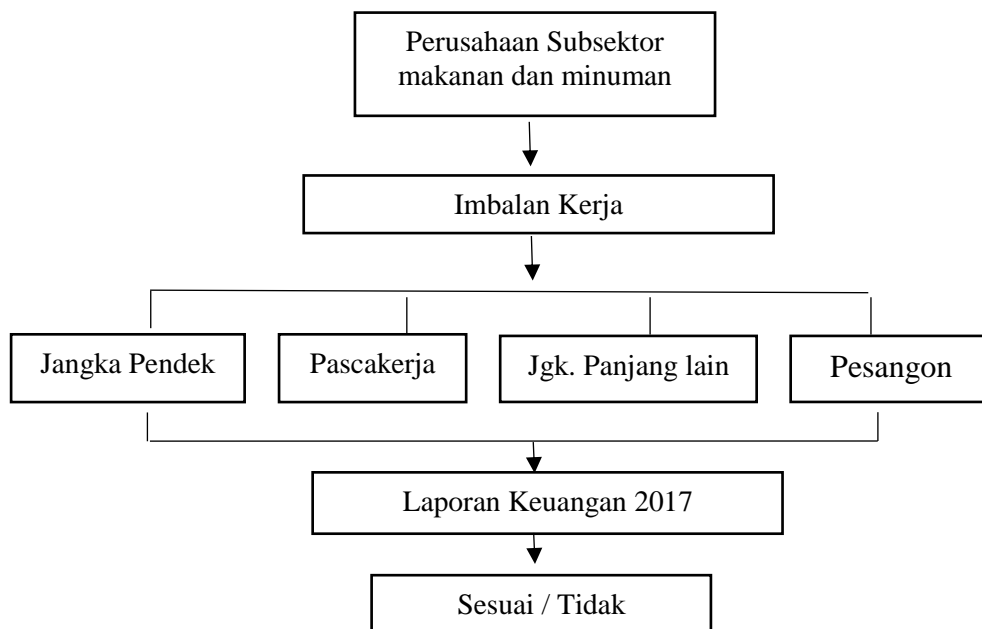 Perusahaan Subsektor
makanan dan minuman
Imbalan Kerja
Jangka Pendek
Pascakerja
Jgk. Panjang lain
Pesangon
Laporan Keuangan 2017
Sesuai / Tidak